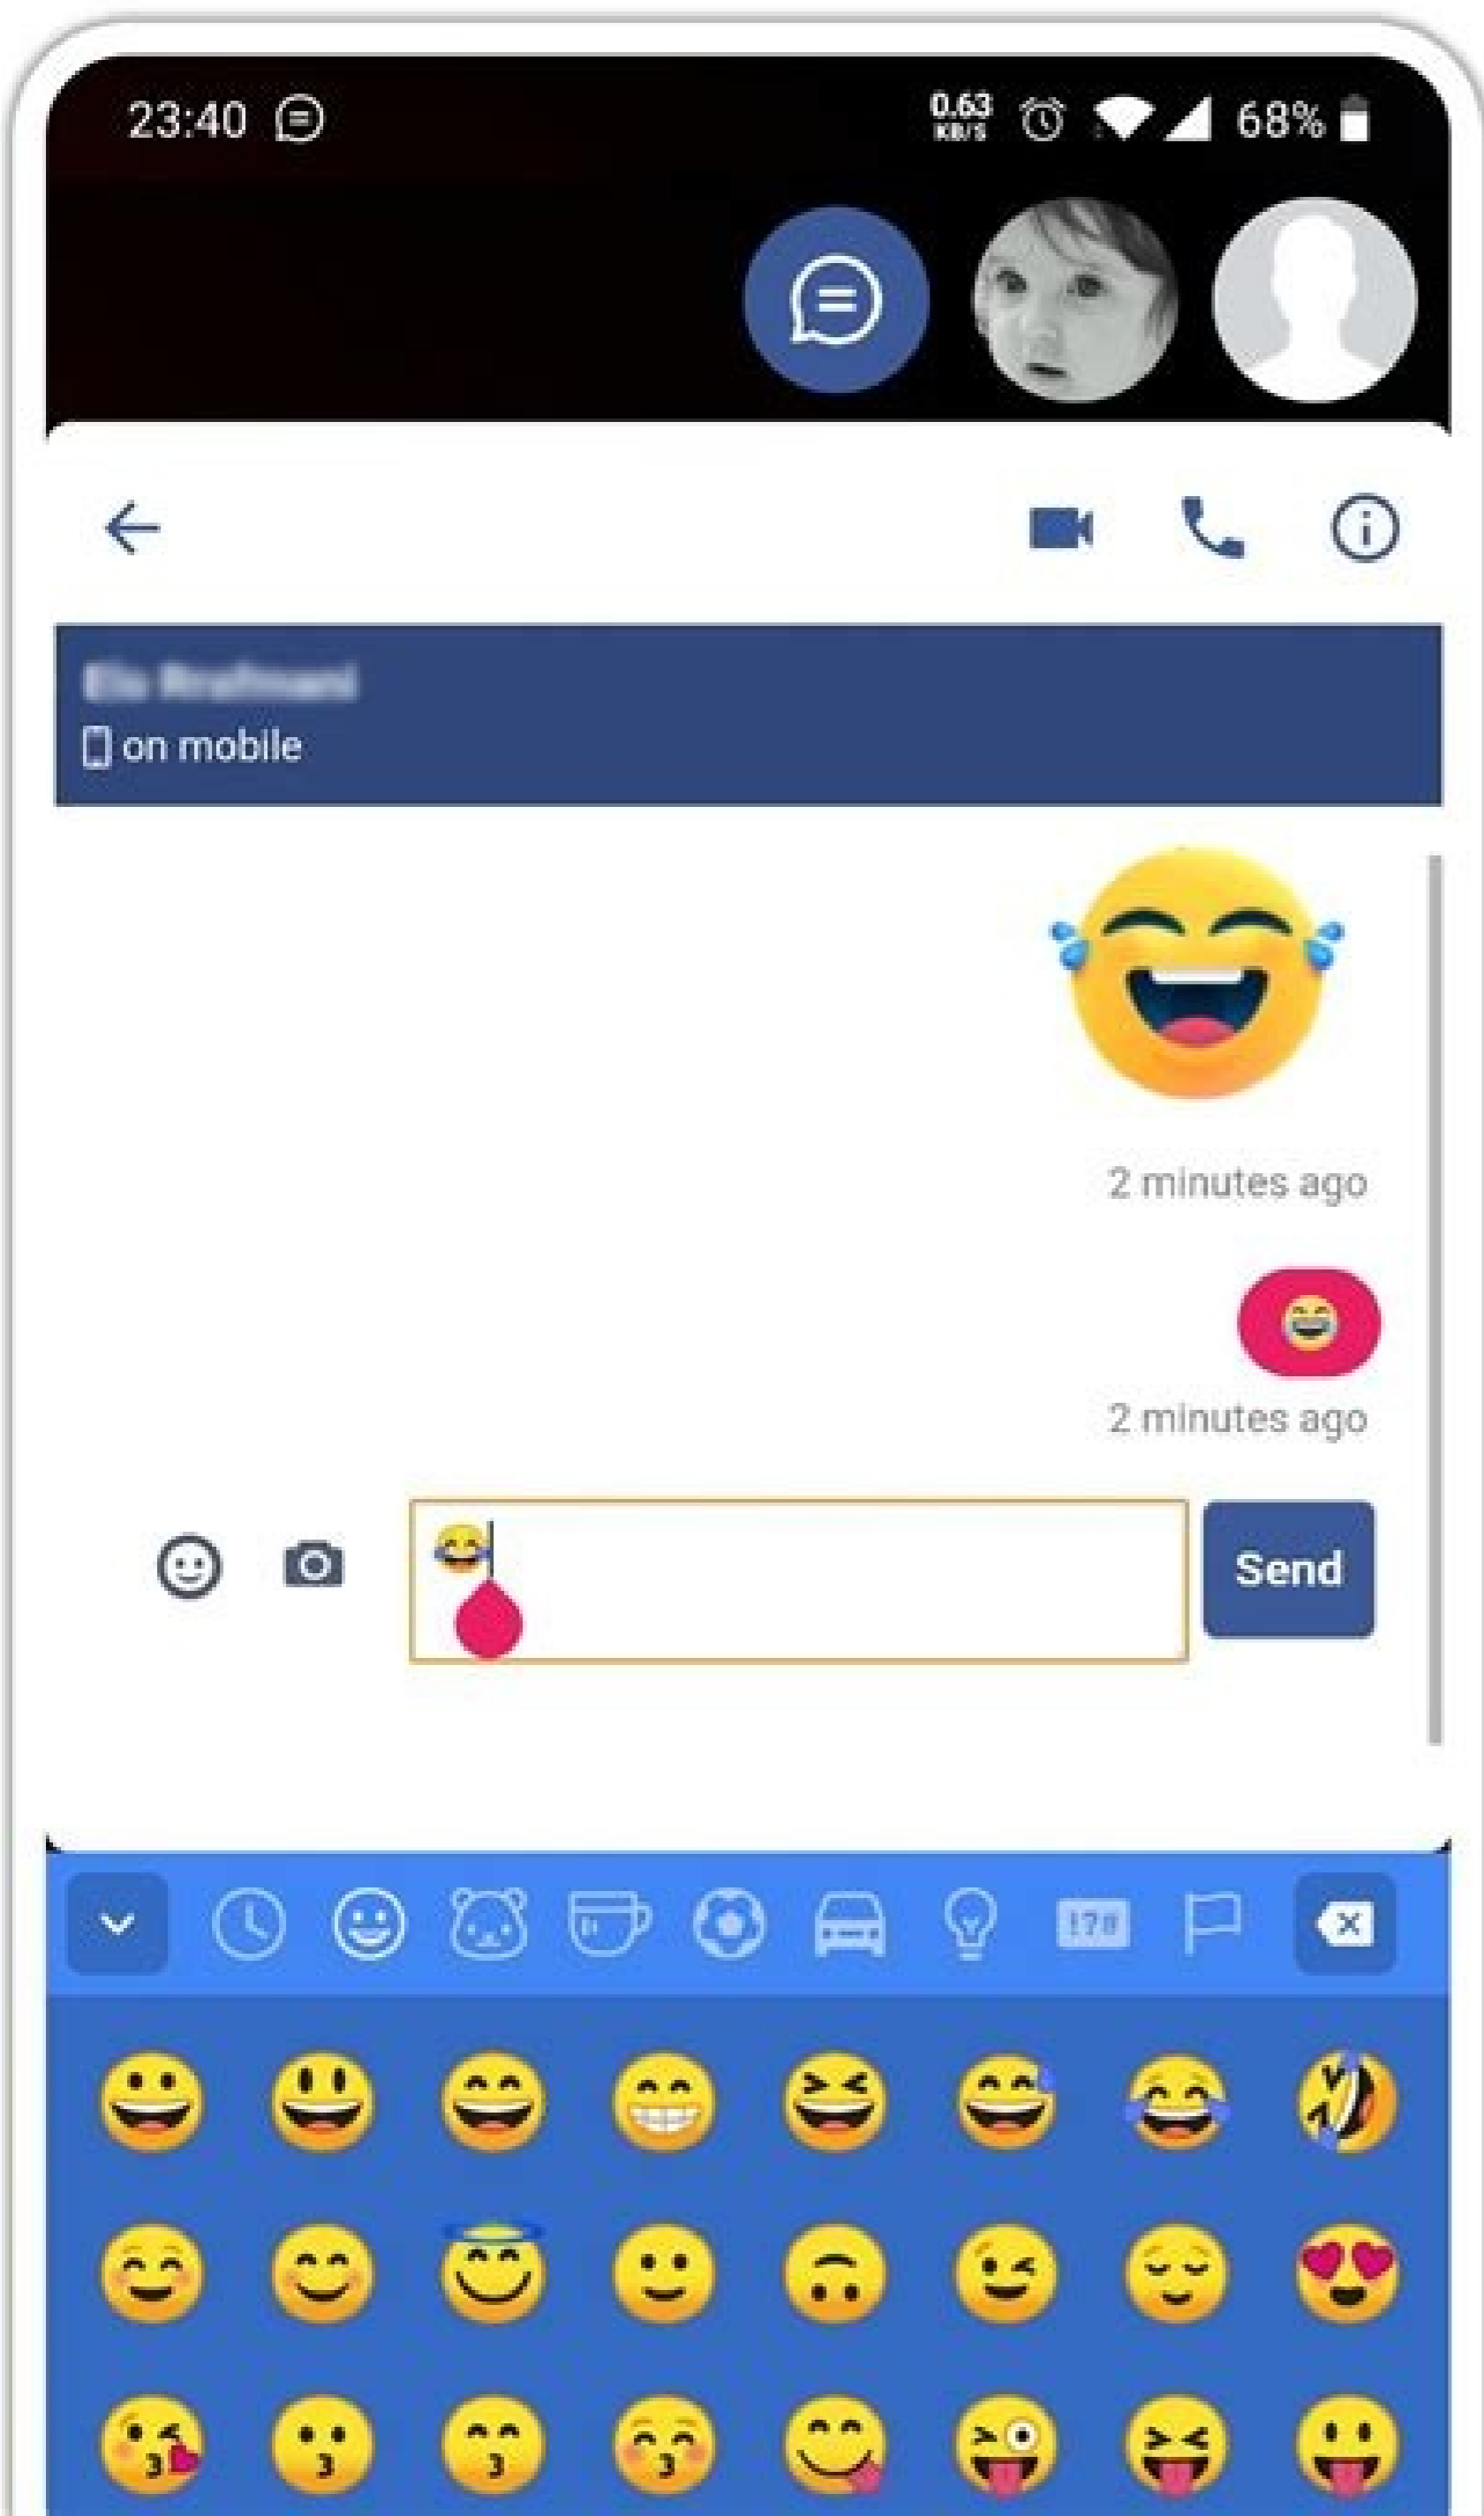 23:40
0.63
KB/S
68%
on mobile
2 minutes ago
2 minutes ago
Send
!?#